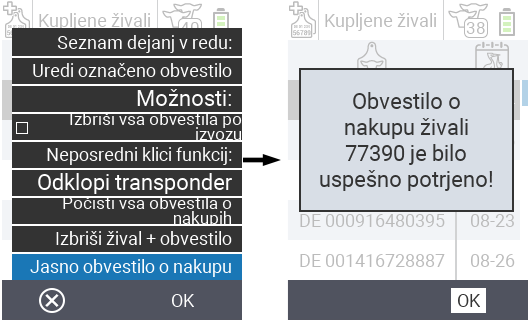 Kupljene živali
40
Seznam dejanj v redu:
Uredi označeno obvestilo
Možnosti:
Izbriši vsa obvestila po
izvozu
Neposredni klici funkcij:
Odklopi transponder
Počisti vsa obvestila o
nakupih
Izbriši žival + obvestilo
Jasno obvestilo o nakupu
OK
Kupljene živali
38
Obvestilo o
nakupu živali
77390 je bilo
uspešno potrjeno!
DE 000916480395 08-23
DE 001416728887 08-26
OK